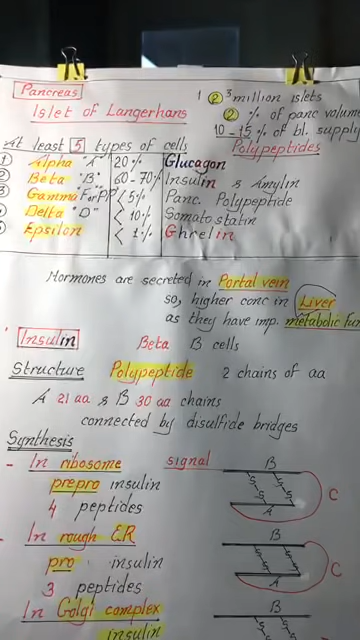 Pancreas
1 ② 3 million islets
Islet of Langerhans
② % of panc volume
10-15% of bl. supply
At least 5 types of cells
Polypeptides
① Alpha "A" 20% Glucagon
② Beta "B" 60-70% Insulin & Amylin
3 Gamma "F or PP" < 5% Panc. Polypeptide
Delta "D" < 10% Somatostatin
Epsilon < 1% Ghrelin
Hormones are secreted in Portal vein
so, higher conc in Liver
as they have imp. metabolic fun
Insulin Beta B cells
Structure Polypeptide 2 chains of aa
A 21 aa & B 30 aa chains
connected by disulfide bridges
Synthesis
- In ribosome signal B
prepro insulin S-S S-S C
4 peptides A
- In rough ER B
pro insulin S-S S-S C
3 peptides A
In Golgi complex B
insulin